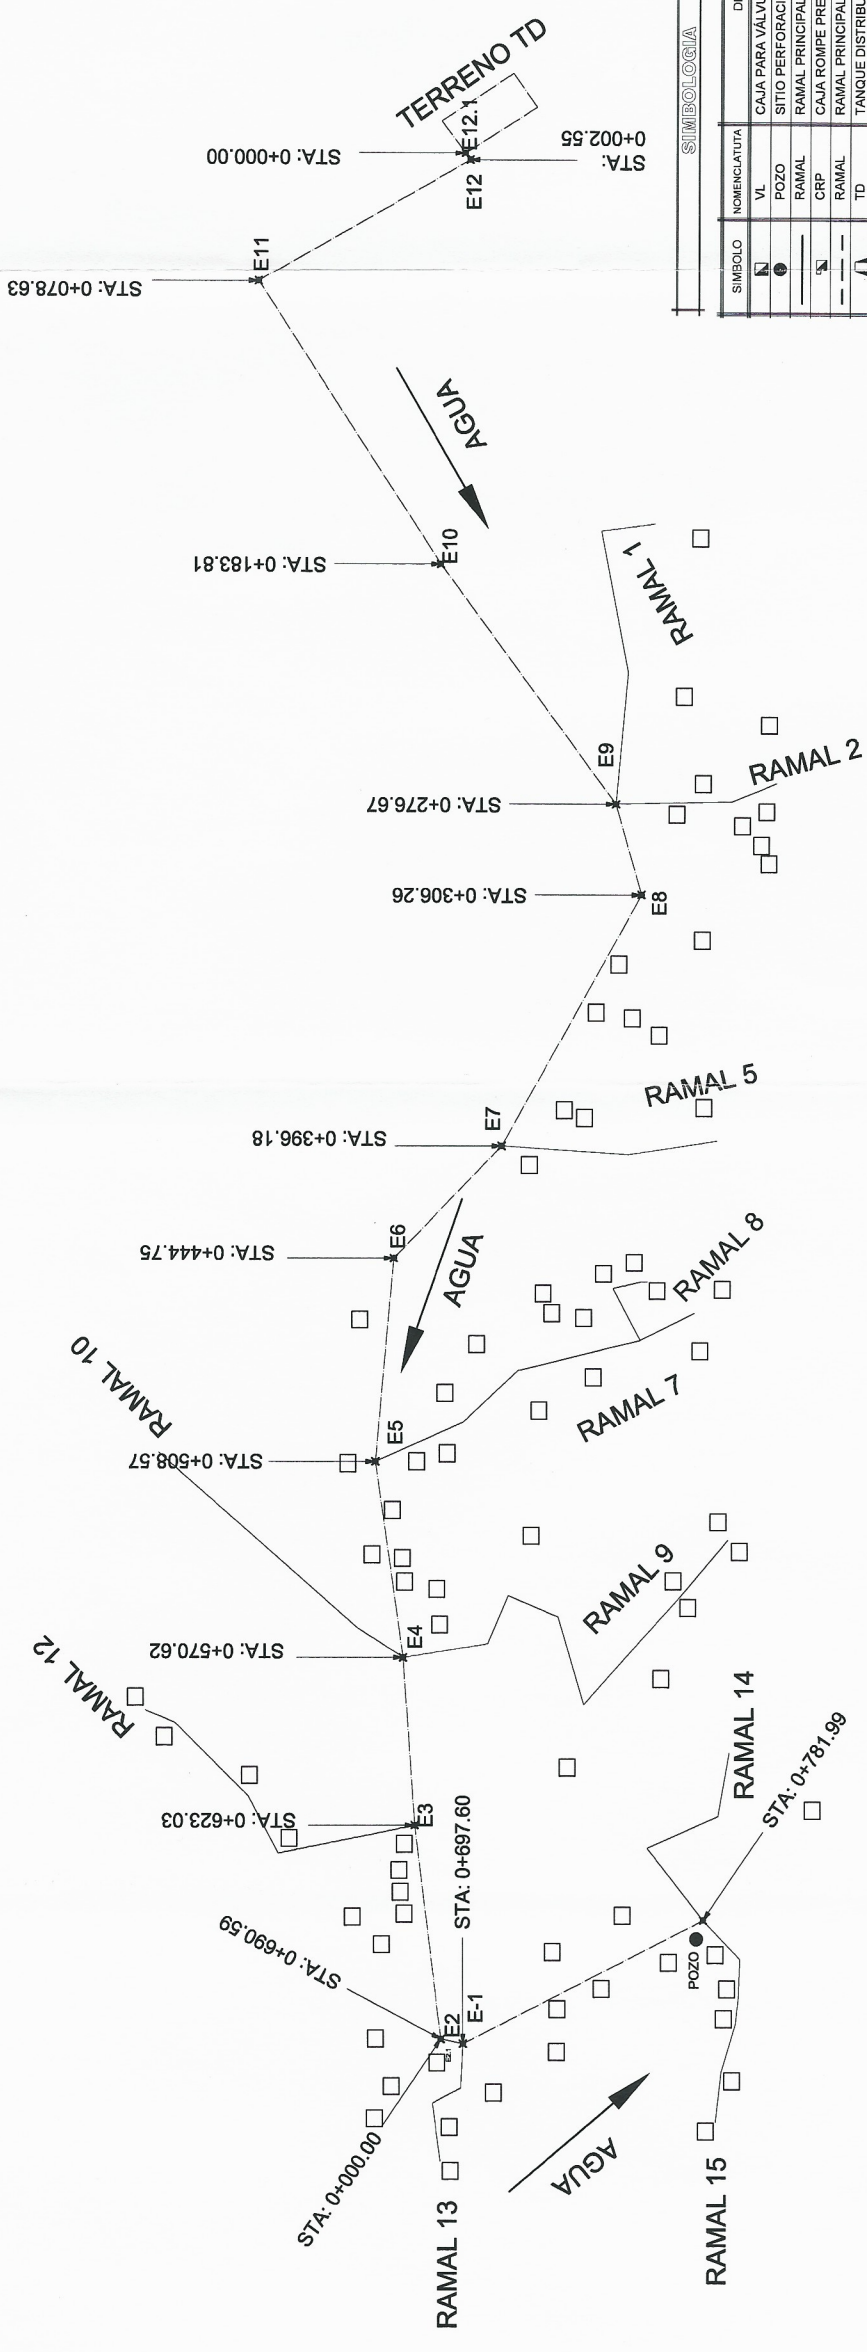 TERRENO TD
STA: 0+000.00
E12.1
E12
STA:
0+002.55
E11
STA: 0+078.63
AGUA
E10
STA: 0+183.81
RAMAL 1
E9
STA: 0+276.67
RAMAL 2
STA: 0+306.26
E8
RAMAL 5
E7
STA: 0+396.18
E6
STA: 0+444.75
AGUA
RAMAL 8
RAMAL 7
RAMAL 10
E5
STA: 0+508.57
RAMAL 9
E4
STA: 0+570.62
RAMAL 12
STA: 0+623.03
E3
RAMAL 14
STA: 0+781.99
STA: 0+697.60
STA: 0+690.59
POZO
E2
E-1
STA: 0+000.00
AGUA
RAMAL 13
RAMAL 15
SIMBOLOGIA
SIMBOLO NOMENCLATUTA
VL CAJA PARA VÁLVU
POZO SITIO PERFORACI
RAMAL RAMAL PRINCIPAL
CRP CAJA ROMPE PRE
RAMAL RAMAL PRINCIPAL
TD TANQUE DISTRIBU